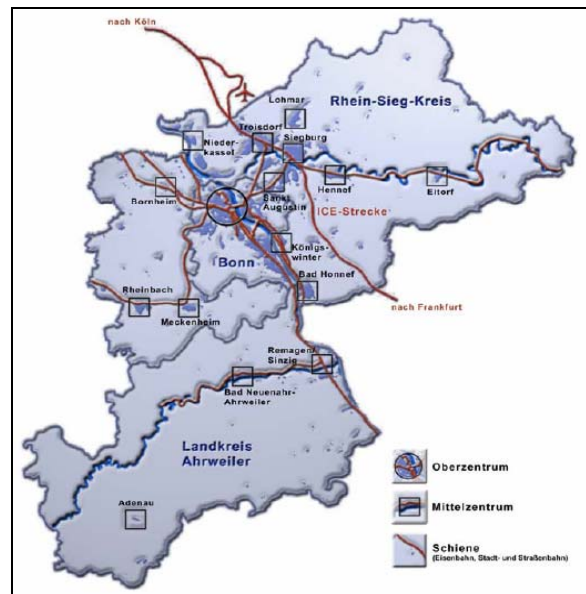 nach Köln
Lohmar
Rhein-Sieg-Kreis
Troisdorf
Siegburg
Nieder-
kassel
Hennef
Eitorf
Bornheim
Sankt
Augustin
ICE-Strecke
Königs-
winter
Bonn
Bad Honnef
Rheinbach
nach Frankfurt
Meckenheim
Remagen/
Sinzig
Bad Neuenahr-
Ahrweiler
Landkreis
Ahrweiler
Adenau
Oberzentrum
Mittelzentrum
Schiene
(Eisenbahn, Stadt- und Straßenbahn)